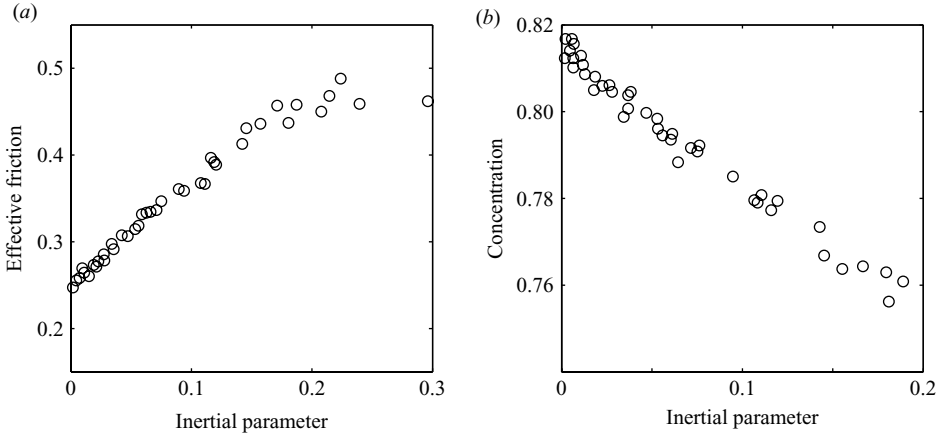 (a)
Effective friction
0.5
0.4
0.3
0.2
0
0.1
0.2
0.3
Inertial parameter
(b)
Concentration
0.82
0.80
0.78
0.76
0
0.1
0.2
Inertial parameter